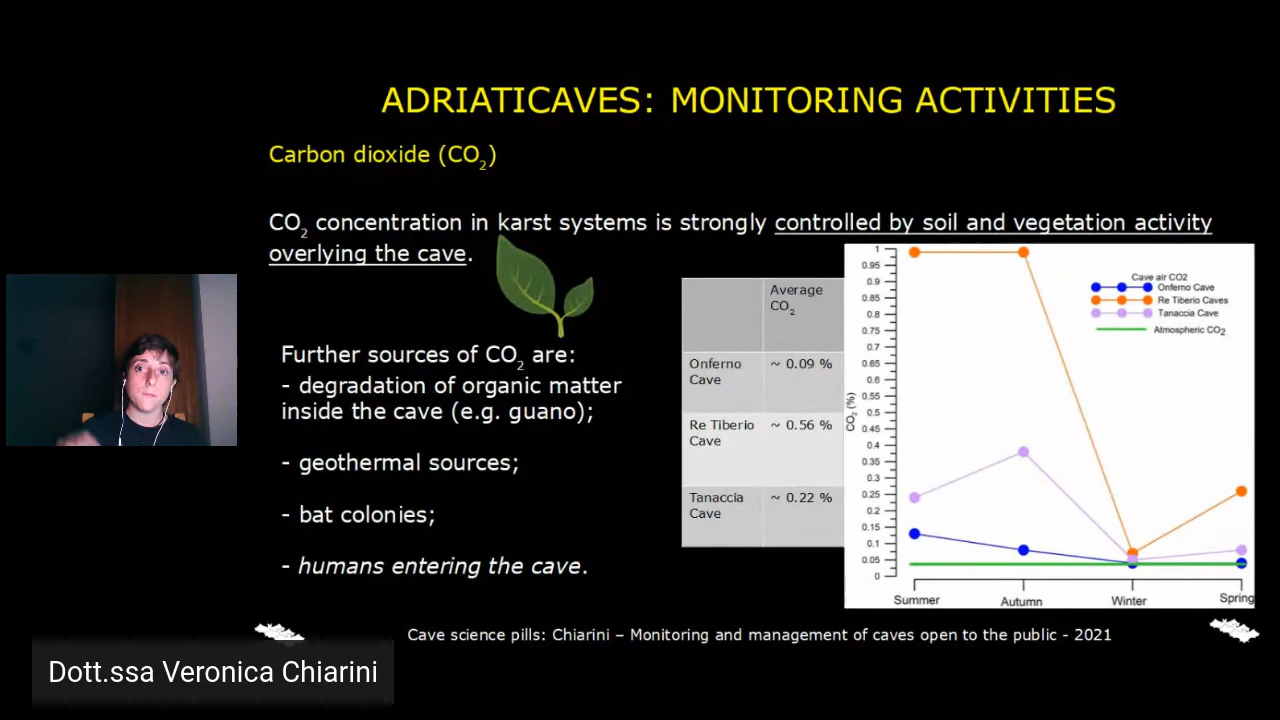 ADRIATICAVES: MONITORING ACTIVITIES
Carbon dioxide (CO2)
CO2 concentration in karst systems is strongly controlled by soil and vegetation activity
overlying the cave.
Further sources of CO2 are:
- degradation of organic matter
inside the cave (e.g. guano);
- geothermal sources;
- bat colonies;
- humans entering the cave.
Average
CO2
Onferno
Cave
~ 0.09 %
Re Tiberio
Cave
~ 0.56 %
Tanaccia
Cave
~ 0.22 %
CO2 (%)
1
0.95
0.9
0.85
0.8
0.75
0.7
0.65
0.6
0.55
0.5
0.45
0.4
0.35
0.3
0.25
0.2
0.15
0.1
0.05
0
Cave air CO2
Onferno Cave
Re Tiberio Caves
Tanaccia Cave
Atmospheric CO2
Summer
Autumn
Winter
Spring
Cave science pills: Chiarini – Monitoring and management of caves open to the public - 2021
Dott.ssa Veronica Chiarini